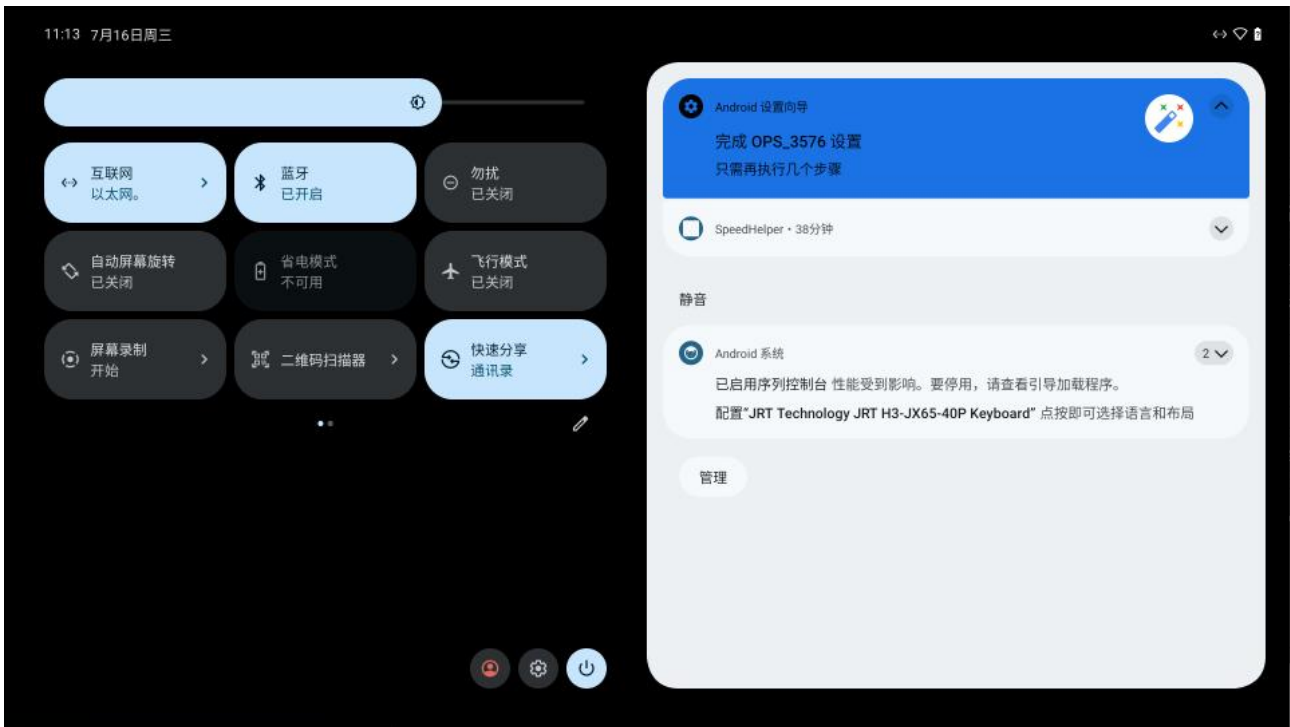 11:13 7月16日周三
互联网
以太网。
蓝牙
已开启
勿扰
已关闭
自动屏幕旋转
已关闭
省电模式
不可用
飞行模式
已关闭
屏幕录制
开始
二维码扫描器
快速分享
通讯录
Android 设置向导
完成 OPS_3576 设置
只需再执行几个步骤
SpeedHelper · 38分钟
静音
Android 系统
2
已启用序列控制台 性能受到影响。要停用，请查看引导加载程序。
配置"JRT Technology JRT H3-JX65-40P Keyboard" 点按即可选择语言和布局
管理